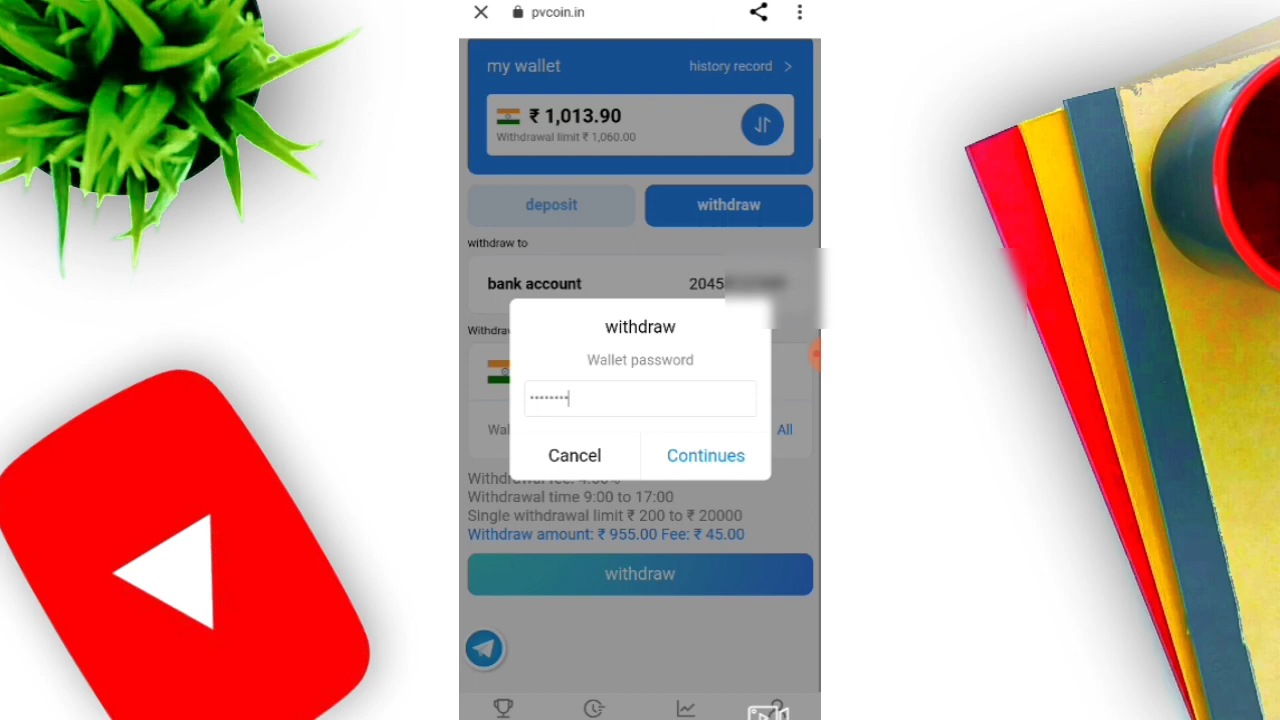 pvcoin.in
my wallet
history record
₹ 1,013.90
Withdrawal limit ₹ 1,060.00
deposit
withdraw
withdraw to
bank account
2045
withdraw
Wallet password
All
Cancel
Continues
Withdrawal time 9:00 to 17:00
Single withdrawal limit ₹ 200 to ₹ 20000
Withdraw amount: ₹ 955.00 Fee: ₹ 45.00
withdraw